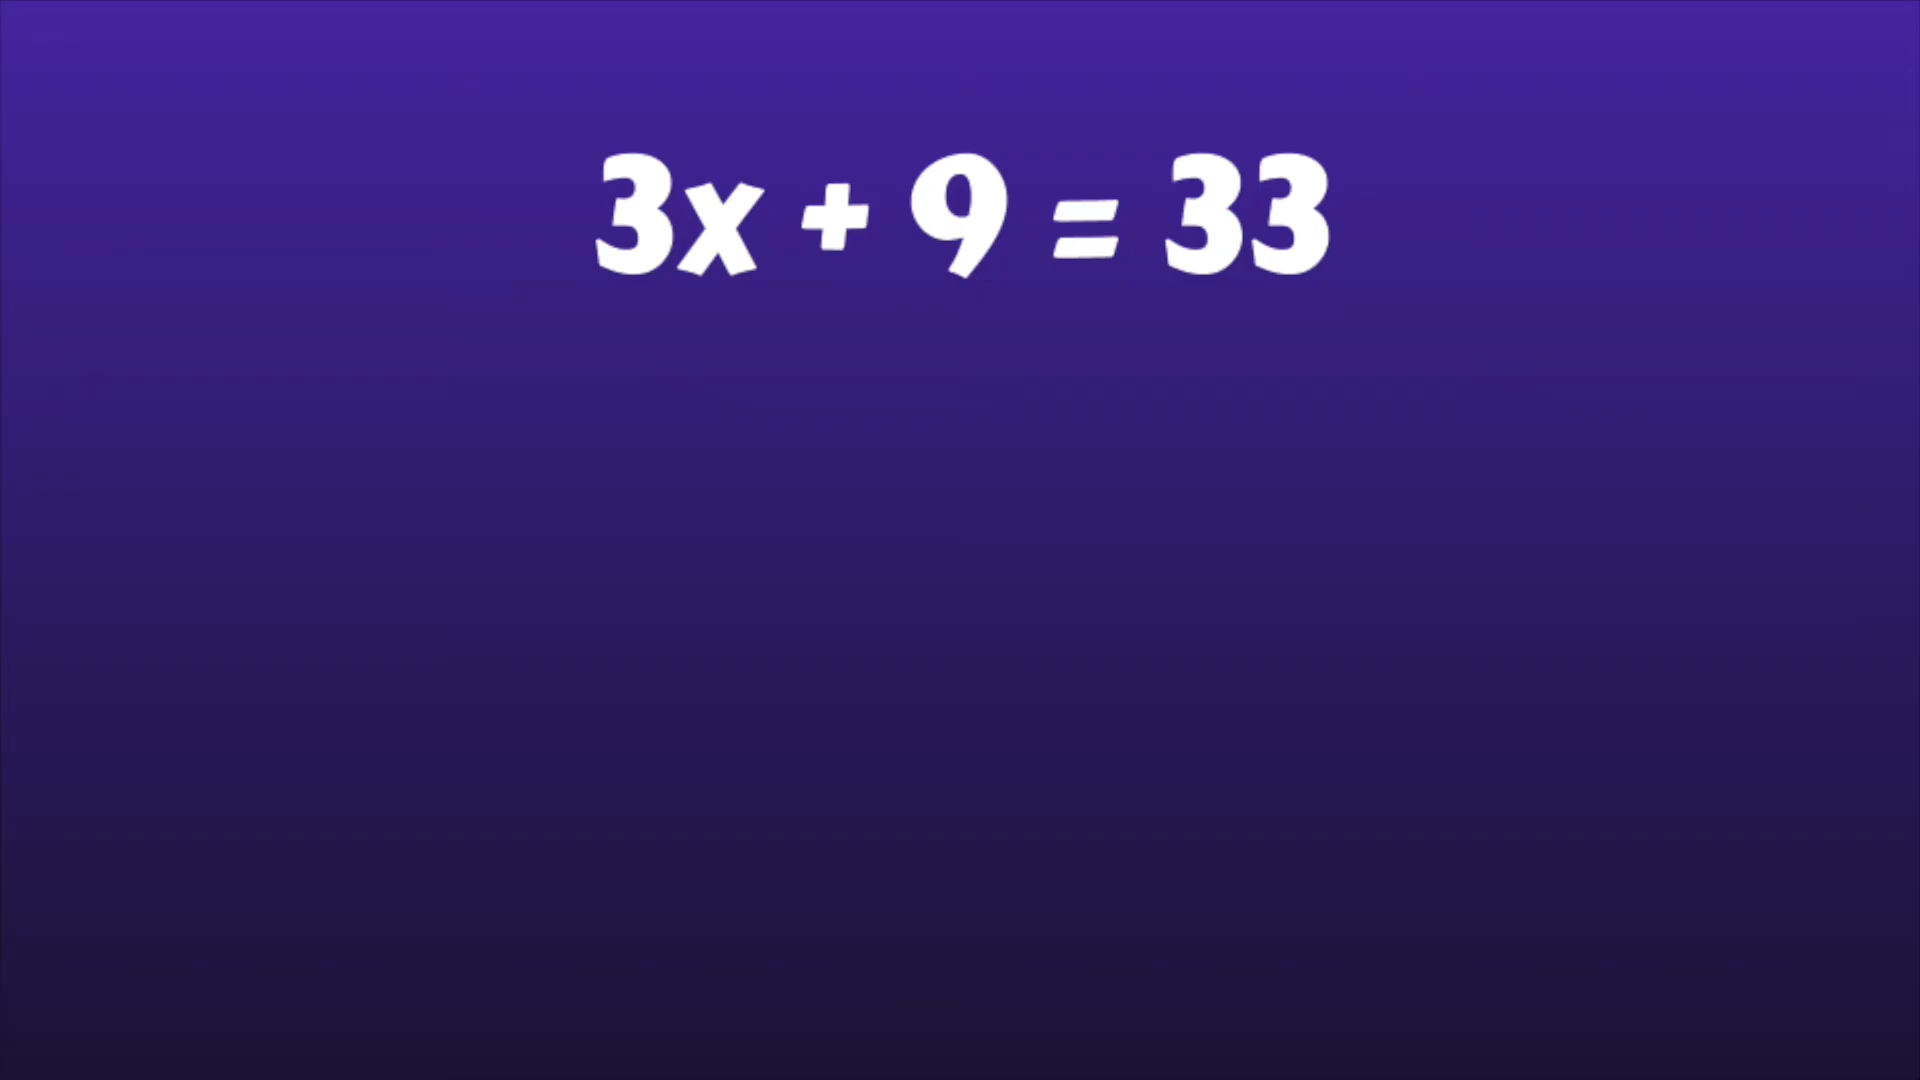 3x + 9 = 33